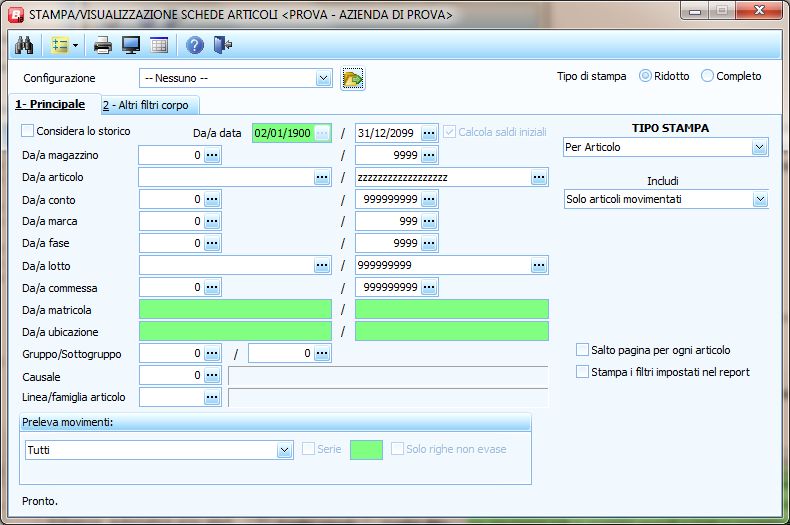 STAMPA/VISUALIZZAZIONE SCHEDE ARTICOLI <PROVA - AZIENDA DI PROVA>
Configurazione -- Nessuno -- Tipo di stampa Ridotto Completo
1- Principale 2 - Altri filtri corpo
Considera lo storico Da/a data 02/01/1900 / 31/12/2099 Calcola saldi iniziali TIPO STAMPA
Da/a magazzino 0 / 9999 Per Articolo
Da/a articolo / zzzzzzzzzzzzzzzzzz Includi
Da/a conto 0 / 999999999 Solo articoli movimentati
Da/a marca 0 / 999
Da/a fase 0 / 9999
Da/a lotto / 999999999
Da/a commessa 0 / 999999999
Da/a matricola /
Da/a ubicazione /
Gruppo/Sottogruppo 0 / 0 Salto pagina per ogni articolo
Causale 0 Stampa i filtri impostati nel report
Linea/famiglia articolo
Preleva movimenti:
Tutti Serie Solo righe non evase
Pronto.